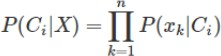 P(C_i|X) = \prod_{k=1}^{n} P(x_k|C_i)